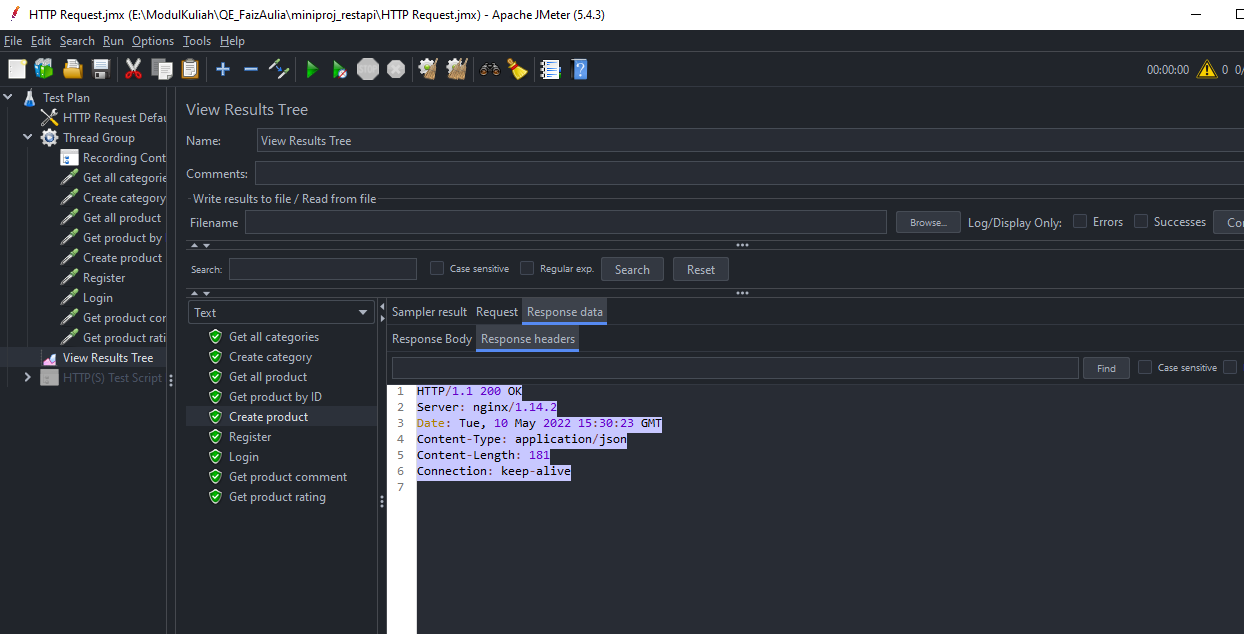 HTTP Request.jmx (E:\ModulKuliah\QE_FaizAulia\miniproj_restapi\HTTP Request.jmx) - Apache JMeter (5.4.3)
File Edit Search Run Options Tools Help
00:00:00 0 0/
Test Plan
HTTP Request Defau
Thread Group
Recording Cont
Get all categorie
Create category
Get all product
Get product by
Create product
Register
Login
Get product cor
Get product rati
View Results Tree
HTTP(S) Test Script
View Results Tree
Name: View Results Tree
Comments:
Write results to file / Read from file
Filename Browse... Log/Display Only: Errors Successes Cor
Search: Case sensitive Regular exp. Search Reset
Text
Get all categories
Create category
Get all product
Get product by ID
Create product
Register
Login
Get product comment
Get product rating
Sampler result Request Response data
Response Body Response headers
Find Case sensitive
1 HTTP/1.1 200 OK
2 Server: nginx/1.14.2
3 Date: Tue, 10 May 2022 15:30:23 GMT
4 Content-Type: application/json
5 Content-Length: 181
6 Connection: keep-alive
7